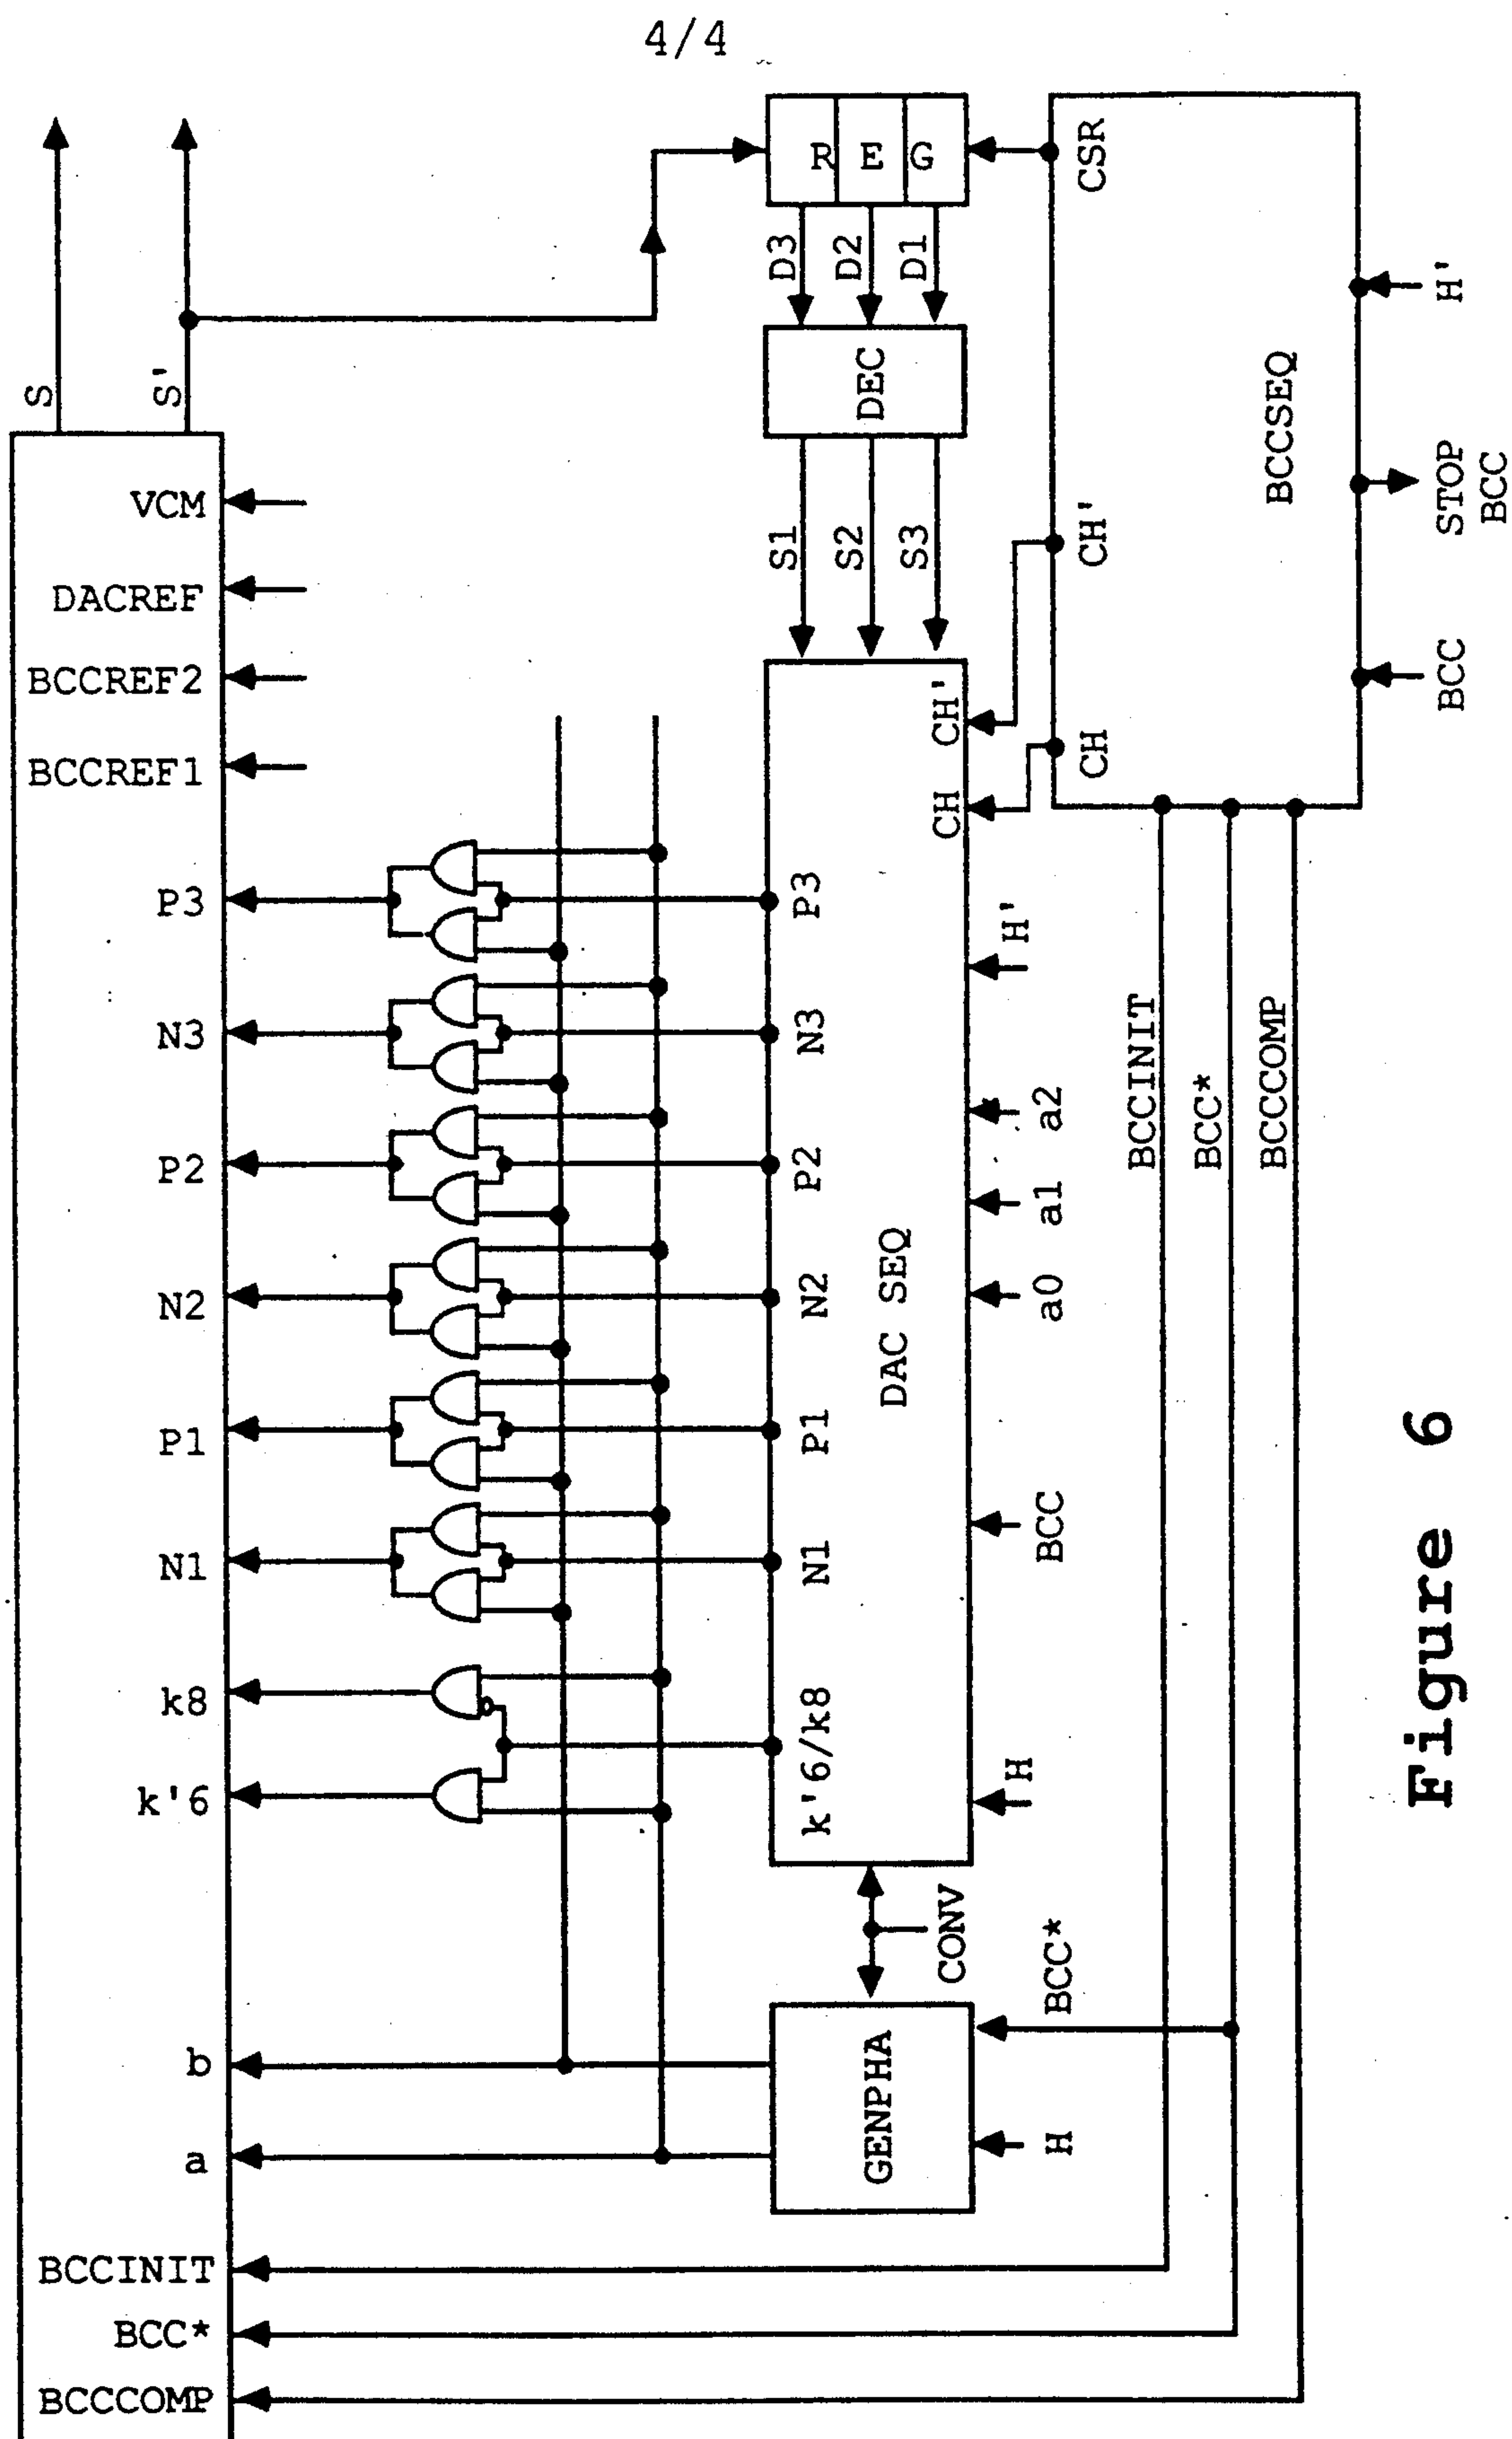 4/4
S
S'
VCM
DACREF
BCCREF2
BCCREF1
P3
N3
P2
N2
P1
N1
k8
k'6
b
a
BCCINIT
BCC*
BCCCOMP
R E G
D3
D2
D1
DEC
S1
S2
S3
CSR
CH'
CH
BCCSEQ
H'
STOP
BCC
BCC
CH'
CH
P3
N3
P2
N2
P1
N1
k'6/k8
DAC SEQ
H'
a2
a1
a0
BCC
H
CONV
GENPHA
H
BCC*
BCCINIT
BCC*
BCCCOMP
Figure 6